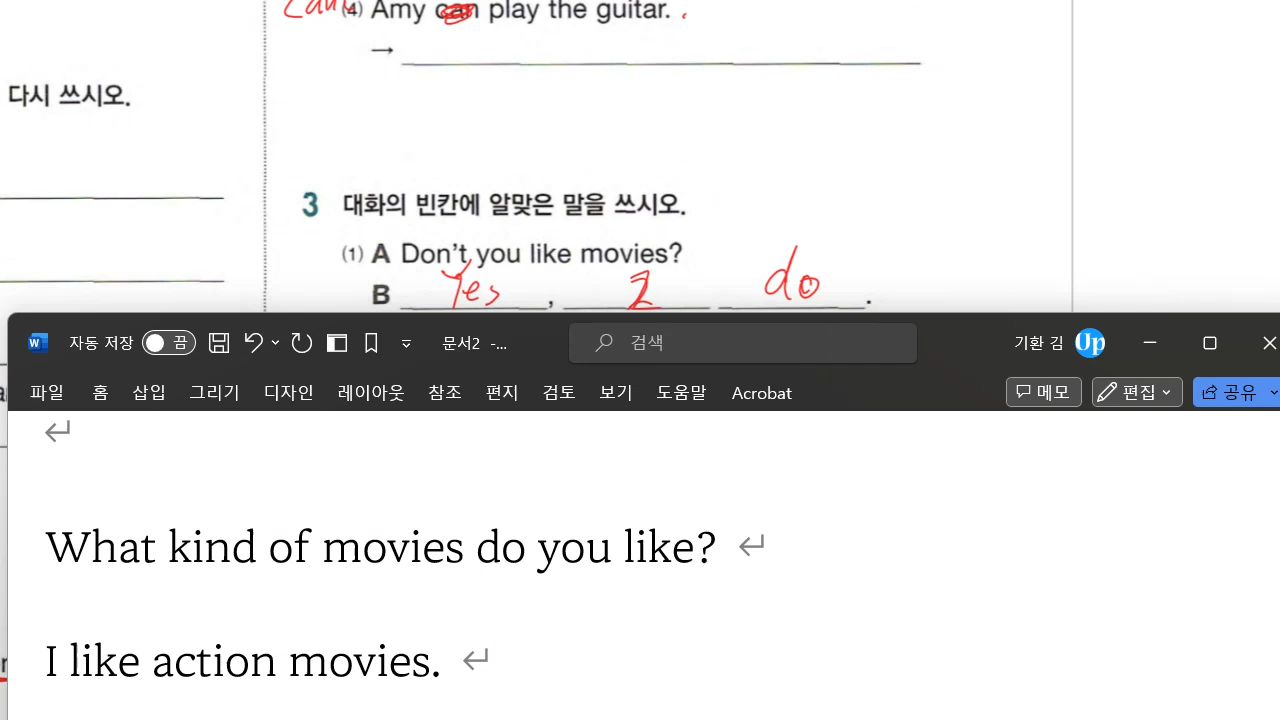 (4) Amy can play the guitar.
→
다시 쓰시오.
3 대화의 빈칸에 알맞은 말을 쓰시오.
(1) A Don't you like movies?
B Yes, I do.
자동 저장 끔 문서2 -... 검색 기환 김 Up
파일 홈 삽입 그리기 디자인 레이아웃 참조 편지 검토 보기 도움말 Acrobat 메모 편집 공유
What kind of movies do you like?
I like action movies.